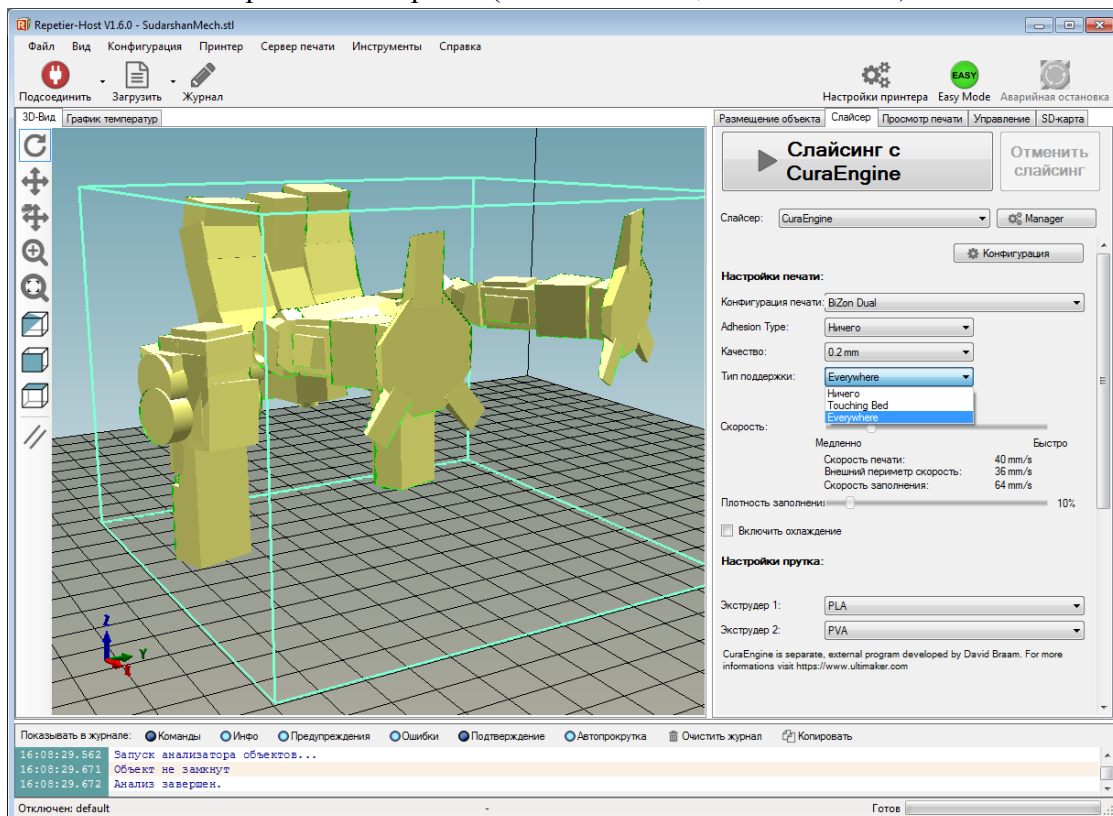 Repetier-Host V1.6.0 - SudarshanMech.stl
Файл Вид Конфигурация Принтер Сервер печати Инструменты Справка
Подсоединить Загрузить Журнал Настройки принтера Easy Mode Аварийная остановка
EASY
3D-Вид График температур
Размещение объекта Слайсер Просмотр печати Управление SD-карта
Слайсинг с
CuraEngine
Отменить
слайсинг
Слайсер: CuraEngine Manager
Конфигурация
Настройки печати:
Конфигурация печати: BiZon Dual
Adhesion Type: Ничего
Качество: 0.2 mm
Тип поддержки: Everywhere
Ничего
Touching Bed
Everywhere
Скорость:
Медленно Быстро
Скорость печати: 40 mm/s
Внешний периметр скорость: 36 mm/s
Скорость заполнения: 64 mm/s
Плотность заполнени 10%
Включить охлаждение
Настройки прутка:
Экструдер 1: PLA
Экструдер 2: PVA
CuraEngine is separate, external program developed by David Braam. For more
informations visit https://www.ultimaker.com
Z
Y
X
Показывать в журнале: Команды Инфо Предупреждения Ошибки Подтверждение Автопрокрутка Очистить журнал Копировать
16:08:29.562 Запуск анализатора объектов...
16:08:29.671 Объект не замкнут
16:08:29.672 Анализ завершен.
Отключен: default - Готов